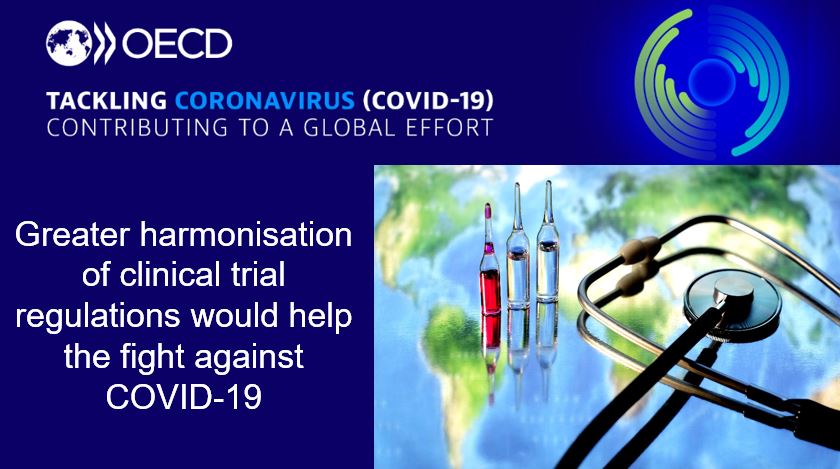 OECD
TACKLING CORONAVIRUS (COVID-19)
CONTRIBUTING TO A GLOBAL EFFORT
Greater harmonisation
of clinical trial
regulations would help
the fight against
COVID-19